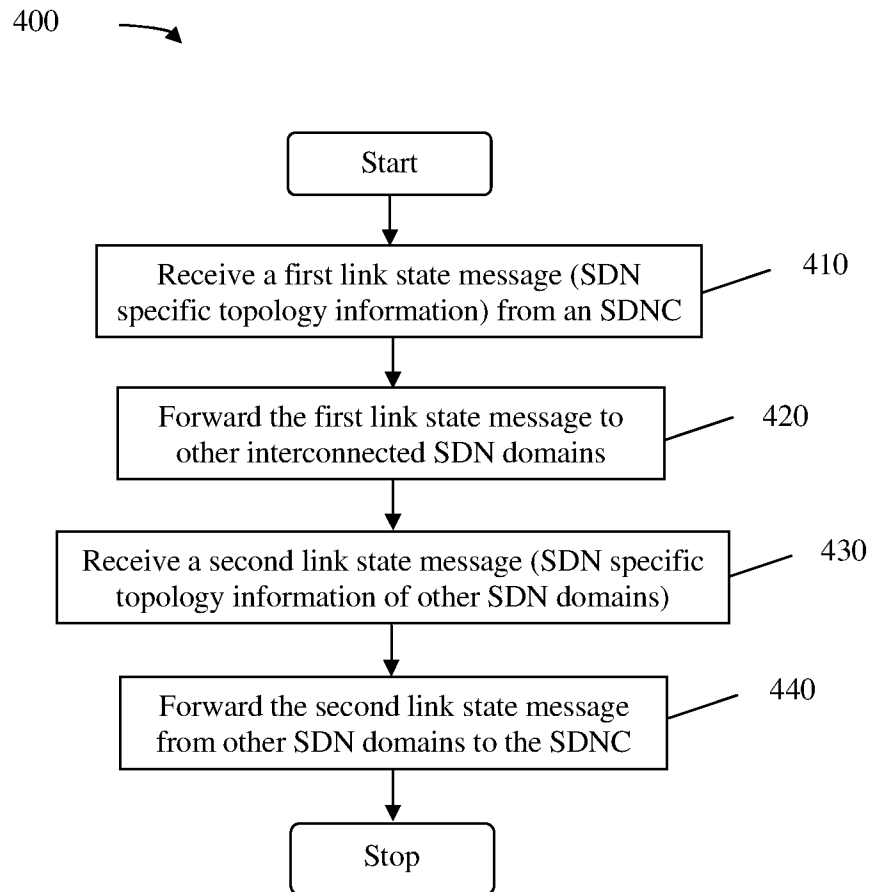 400
Start
Receive a first link state message (SDN
specific topology information) from an SDNC
410
Forward the first link state message to
other interconnected SDN domains
420
Receive a second link state message (SDN specific
topology information of other SDN domains)
430
Forward the second link state message
from other SDN domains to the SDNC
440
Stop